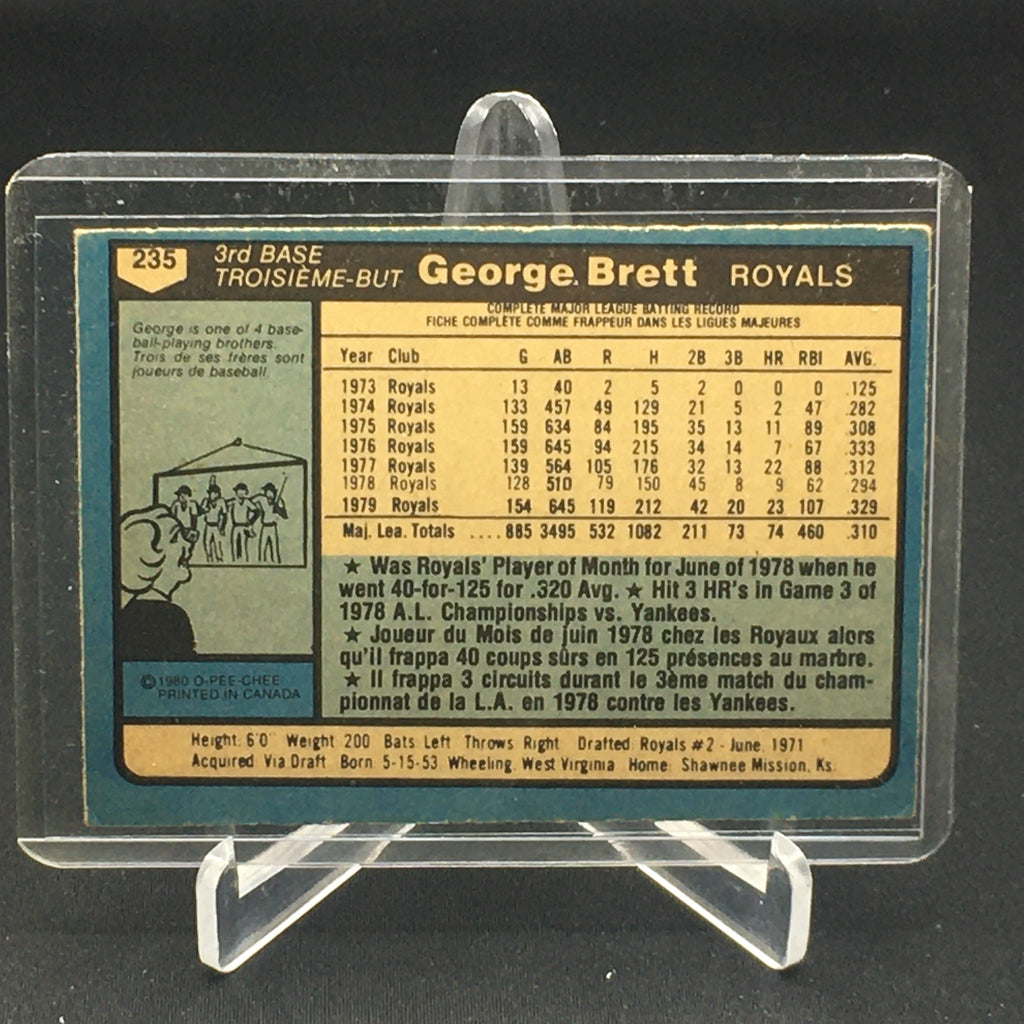 235 3rd BASE
TROISIÈME-BUT George Brett ROYALS
George is one of 4 base-
ball-playing brothers.
Trois de ses frères sont
joueurs de baseball.
COMPLETE MAJOR LEAGUE BATTING RECORD
FICHE COMPLÈTE COMME FRAPPEUR DANS LES LIGUES MAJEURES
Year Club G AB R H 2B 3B HR RBI AVG.
1973 Royals 13 40 2 5 2 0 0 0 .125
1974 Royals 133 457 49 129 21 5 2 47 .282
1975 Royals 159 634 84 195 35 13 11 89 .308
1976 Royals 159 645 94 215 34 14 7 67 .333
1977 Royals 139 564 105 176 32 13 22 88 .312
1978 Royals 128 510 79 150 45 8 9 62 .294
1979 Royals 154 645 119 212 42 20 23 107 .329
Maj. Lea. Totals ....885 3495 532 1082 211 73 74 460 .310
★ Was Royals' Player of Month for June of 1978 when he
went 40-for-125 for .320 Avg. ★ Hit 3 HR's in Game 3 of
1978 A.L. Championships vs. Yankees.
★ Joueur du Mois de juin 1978 chez les Royaux alors
qu'il frappa 40 coups sûrs en 125 présences au marbre.
★ Il frappa 3 circuits durant le 3ème match du cham-
pionnat de la L.A. en 1978 contre les Yankees.
©1980 O-PEE-CHEE
PRINTED IN CANADA
Height: 6'0" Weight: 200 Bats: Left Throws: Right Drafted: Royals #2 - June, 1971
Acquired: Via Draft Born: 5-15-53, Wheeling, West Virginia Home: Shawnee Mission, Ks.